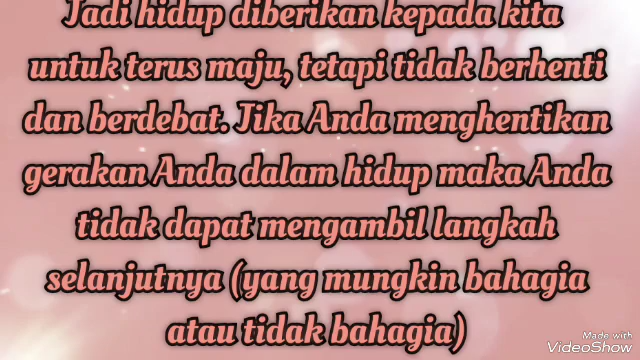 Jadi hidup diberikan kepada kita
untuk terus maju, tetapi tidak berhenti
dan berdebat. Jika Anda menghentikan
gerakan Anda dalam hidup maka Anda
tidak dapat mengambil langkah
selanjutnya (yang mungkin bahagia
atau tidak bahagia)
Made with
VideoShow